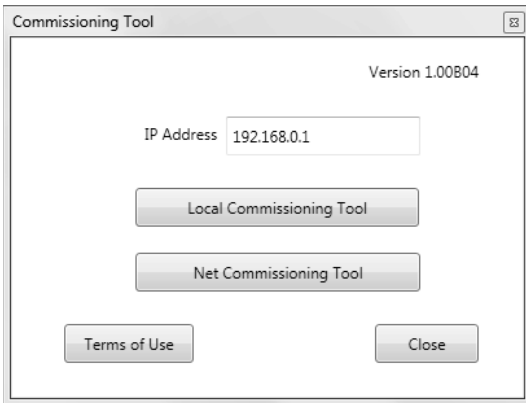 Commissioning Tool
Version 1.00B04
IP Address 192.168.0.1
Local Commissioning Tool
Net Commissioning Tool
Terms of Use Close